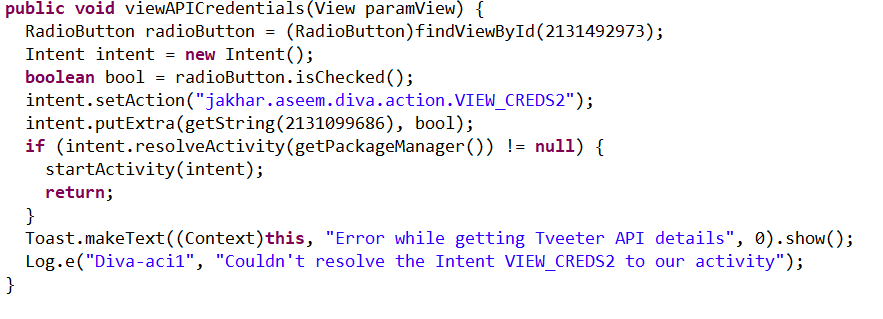 public void viewAPICredentials(View paramView) {
  RadioButton radioButton = (RadioButton)findViewById(2131492973);
  Intent intent = new Intent();
  boolean bool = radioButton.isChecked();
  intent.setAction("jakhar.aseem.diva.action.VIEW_CREDS2");
  intent.putExtra(getString(2131099686), bool);
  if (intent.resolveActivity(getPackageManager()) != null) {
    startActivity(intent);
    return;
  }
  Toast.makeText((Context)this, "Error while getting Tveeter API details", 0).show();
  Log.e("Diva-aci1", "Couldn't resolve the Intent VIEW_CREDS2 to our activity");
}